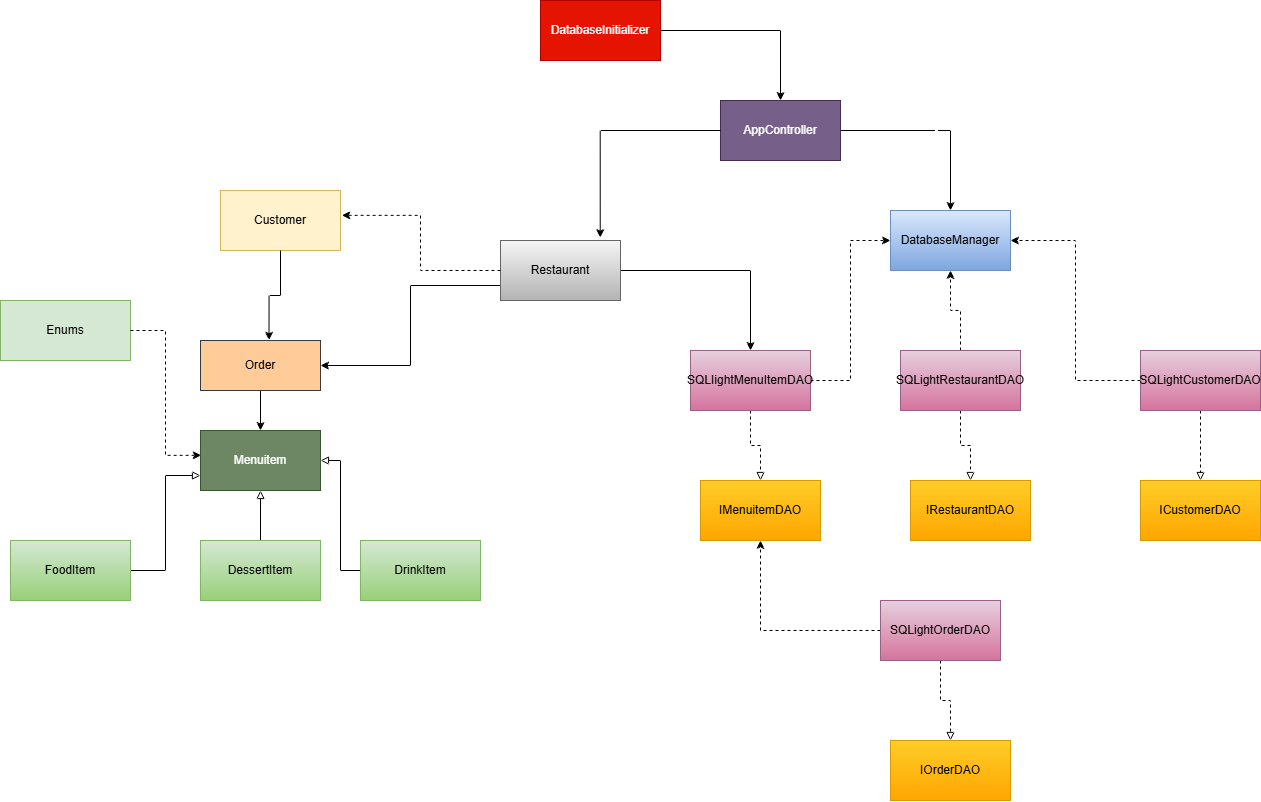 DatabaseInitializer
AppController
Customer
DatabaseManager
Restaurant
Enums
Order
SQLlightMenuItemDAO
SQLightRestaurantDAO
SQLightCustomerDAO
Menuitem
IMenuitemDAO
IRestaurantDAO
ICustomerDAO
FoodItem
DessertItem
DrinkItem
SQLightOrderDAO
IOrderDAO